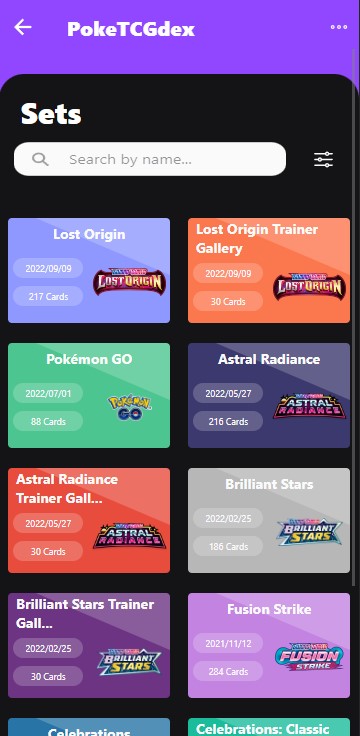 PokeTCGdex
Sets
Search by name...
Lost Origin
2022/09/09
217 Cards
LOST ORIGIN
Lost Origin Trainer
Gallery
2022/09/09
30 Cards
LOST ORIGIN
Pokémon GO
2022/07/01
88 Cards
POKÉMON
GO
Astral Radiance
2022/05/27
216 Cards
ASTRAL
RADIANCE
Astral Radiance
Trainer Gall...
2022/05/27
30 Cards
ASTRAL
RADIANCE
Brilliant Stars
2022/02/25
186 Cards
BRILLIANT
STARS
Brilliant Stars Trainer
Gall...
2022/02/25
30 Cards
BRILLIANT
STARS
Fusion Strike
2021/11/12
284 Cards
FUSION
STRIKE
Celebrations
Celebrations: Classic